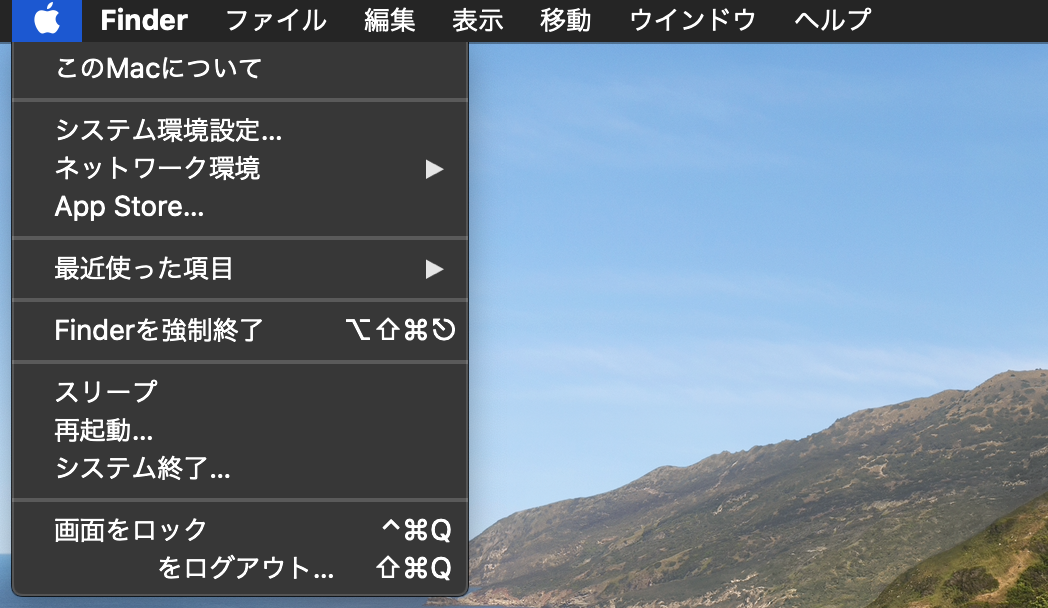 Finder ファイル 編集 表示 移動 ウインドウ ヘルプ
このMacについて
システム環境設定...
ネットワーク環境 ▶
App Store...
最近使った項目 ▶
Finderを強制終了 ⌥⇧⌘⎋
スリープ
再起動...
システム終了...
画面をロック ^⌘Q
をログアウト... ⇧⌘Q